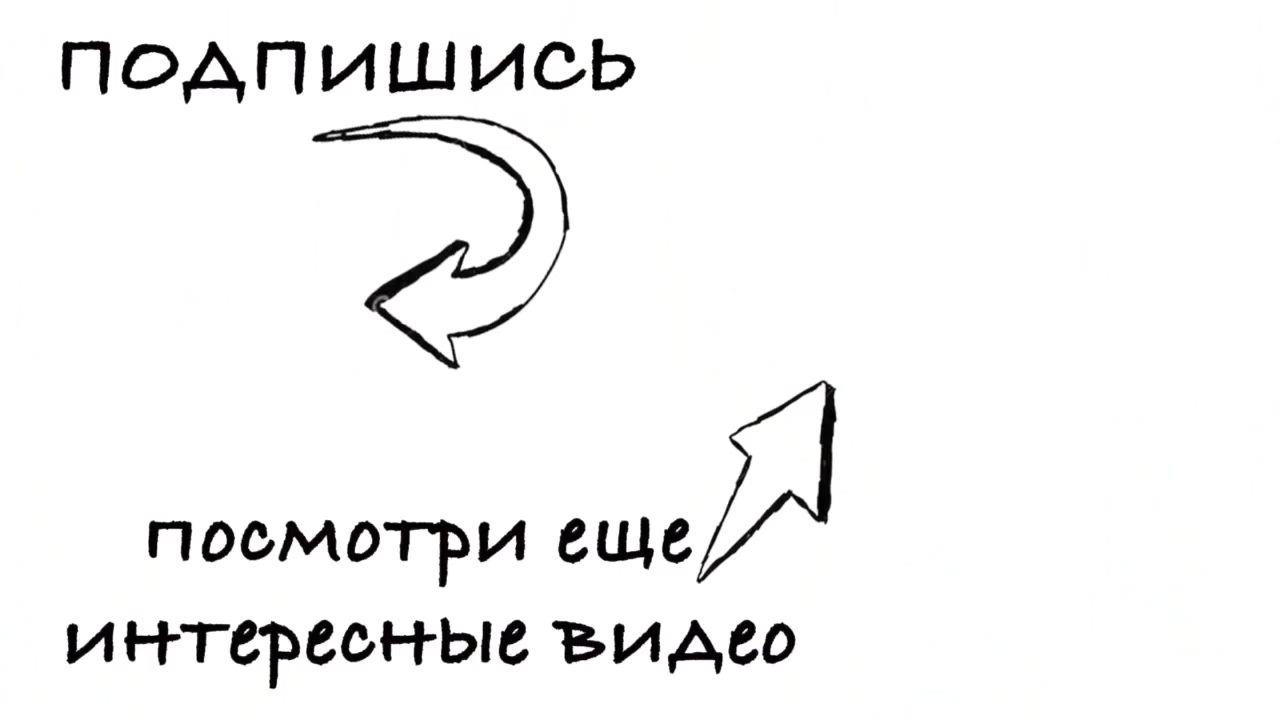 подпишись
посмотри еще
интересные видео